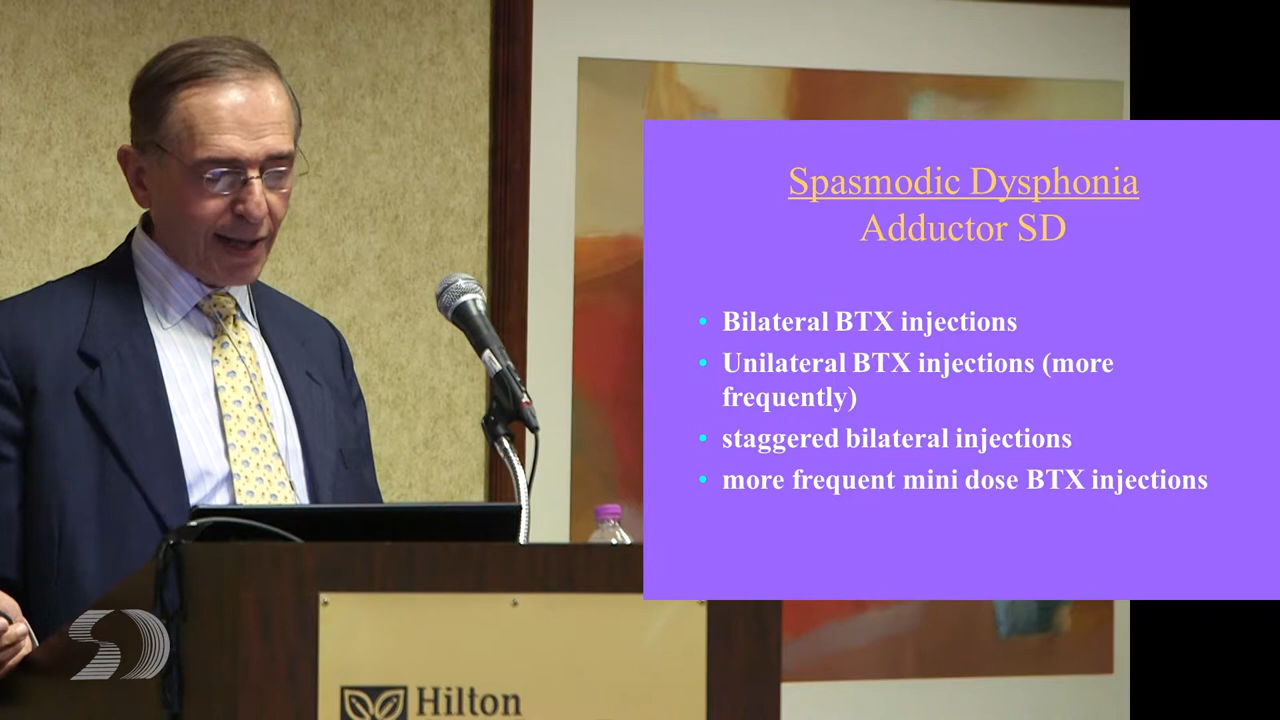 Spasmodic Dysphonia
Adductor SD
• Bilateral BTX injections
• Unilateral BTX injections (more
frequently)
• staggered bilateral injections
• more frequent mini dose BTX injections
SD
Hilton